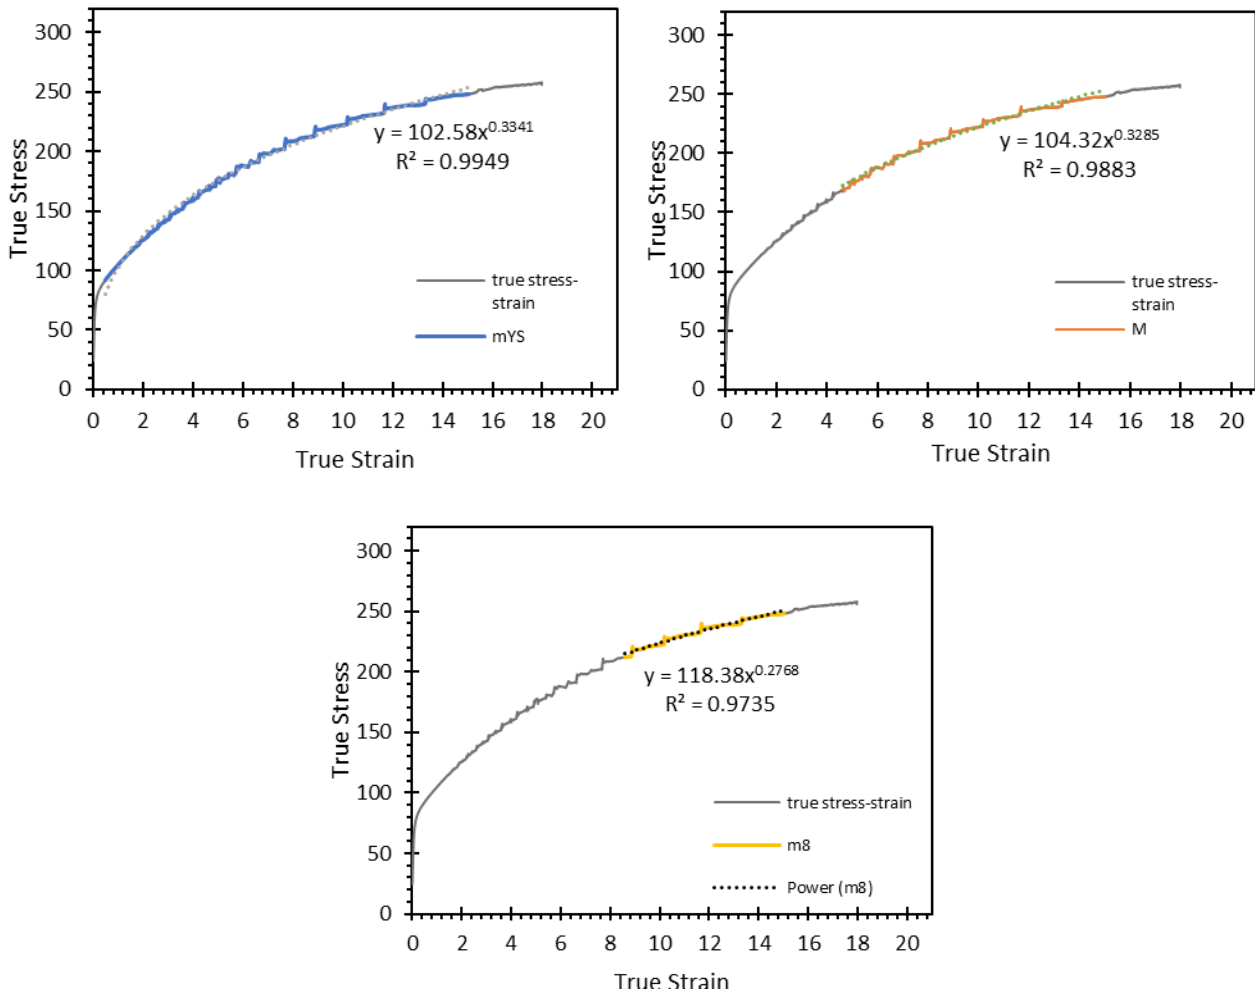 300
250
200
150
100
50
0
True Stress
y = 102.58x^0.3341
R² = 0.9949
true stress-
strain
mYS
0 2 4 6 8 10 12 14 16 18 20
True Strain
300
250
200
150
100
50
0
True Stress
y = 104.32x^0.3285
R² = 0.9883
true stress-
strain
M
0 2 4 6 8 10 12 14 16 18 20
True Strain
300
250
200
150
100
50
0
True Stress
y = 118.38x^0.2768
R² = 0.9735
true stress-strain
m8
Power (m8)
0 2 4 6 8 10 12 14 16 18 20
True Strain